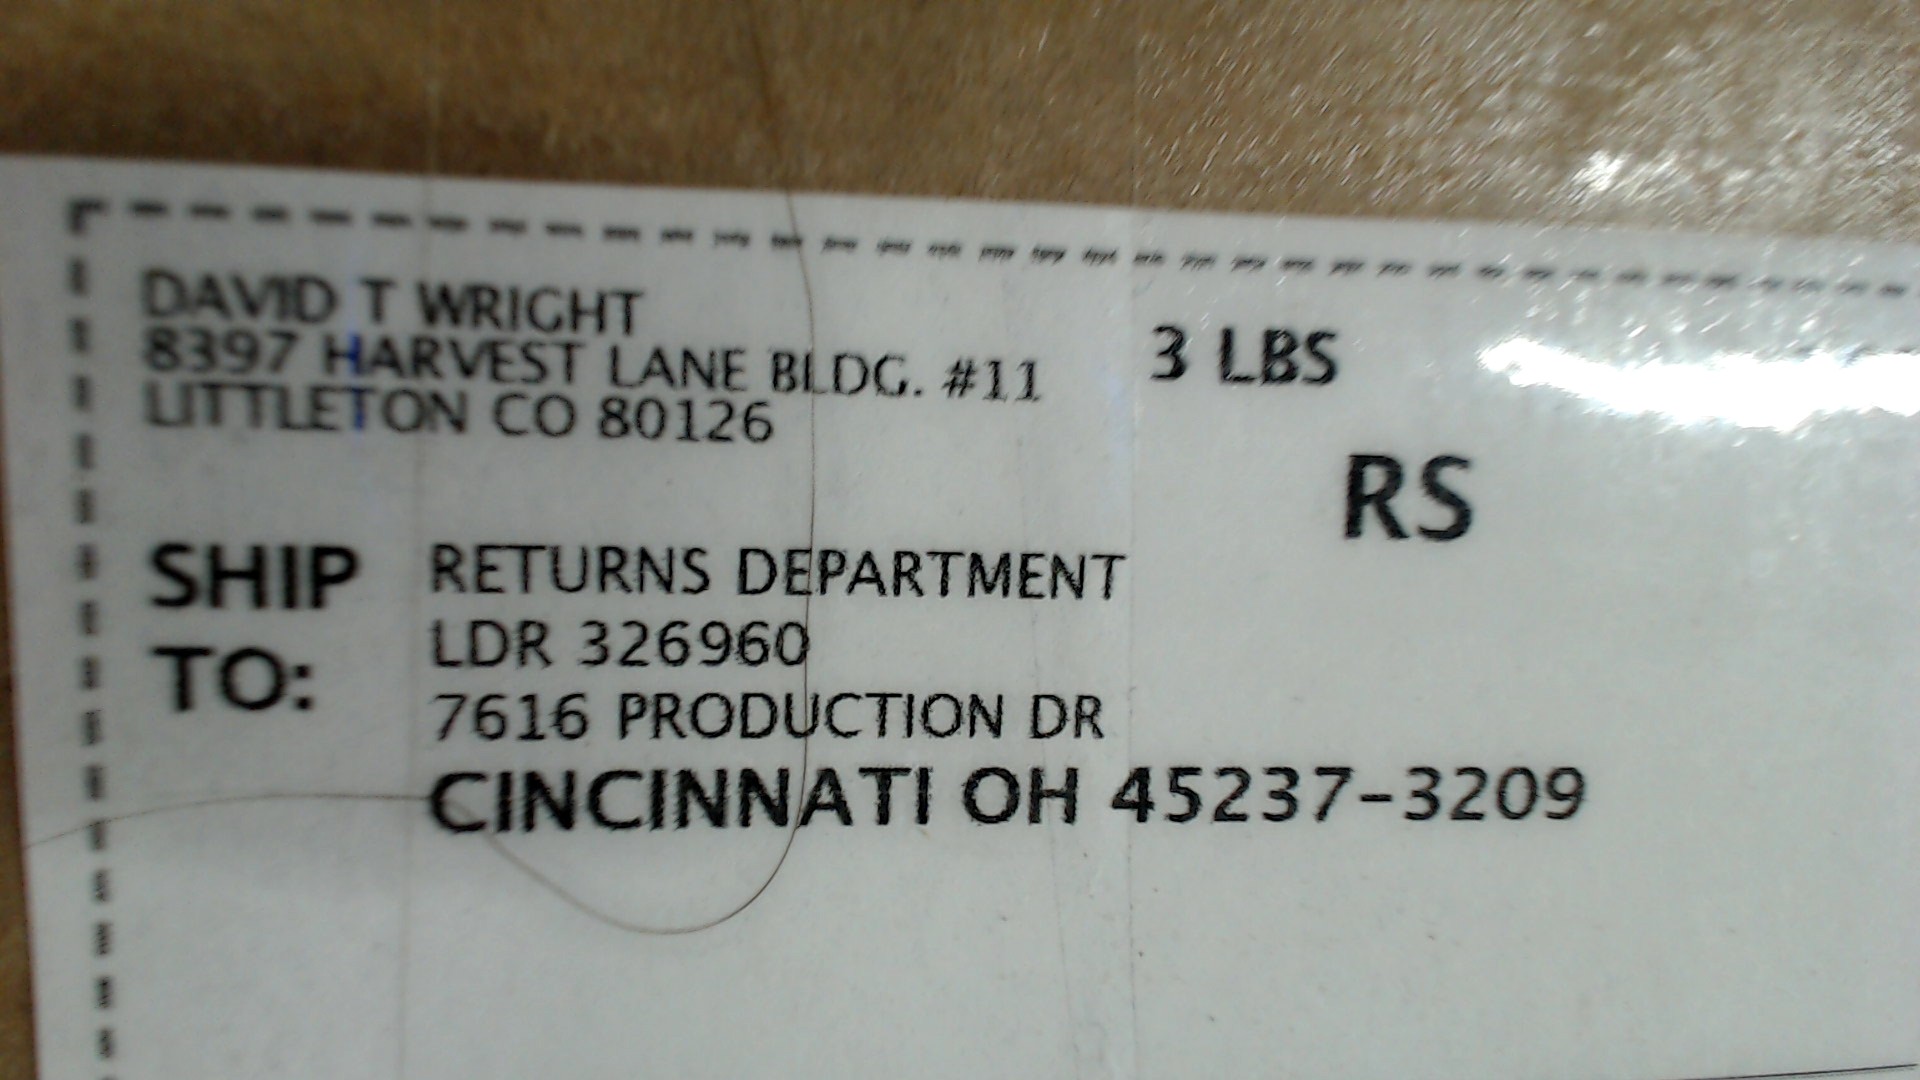 DAVID T WRIGHT
8397 HARVEST LANE BLDG. #11
LITTLETON CO 80126
3 LBS
RS
SHIP TO:
RETURNS DEPARTMENT
LDR 326960
7616 PRODUCTION DR
CINCINNATI OH 45237-3209